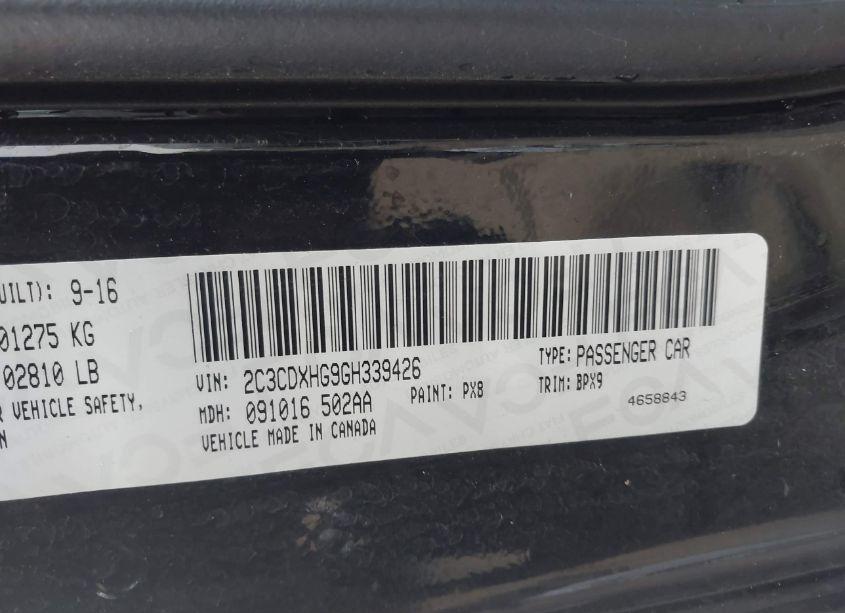 UILT): 9-16
01275 KG
02810 LB
VEHICLE SAFETY,
N
VIN: 2C3CDXHG9GH339426
TYPE: PASSENGER CAR
MDH: 091016 502AA
PAINT: PX8
TRIM: BPX9
VEHICLE MADE IN CANADA
4658843